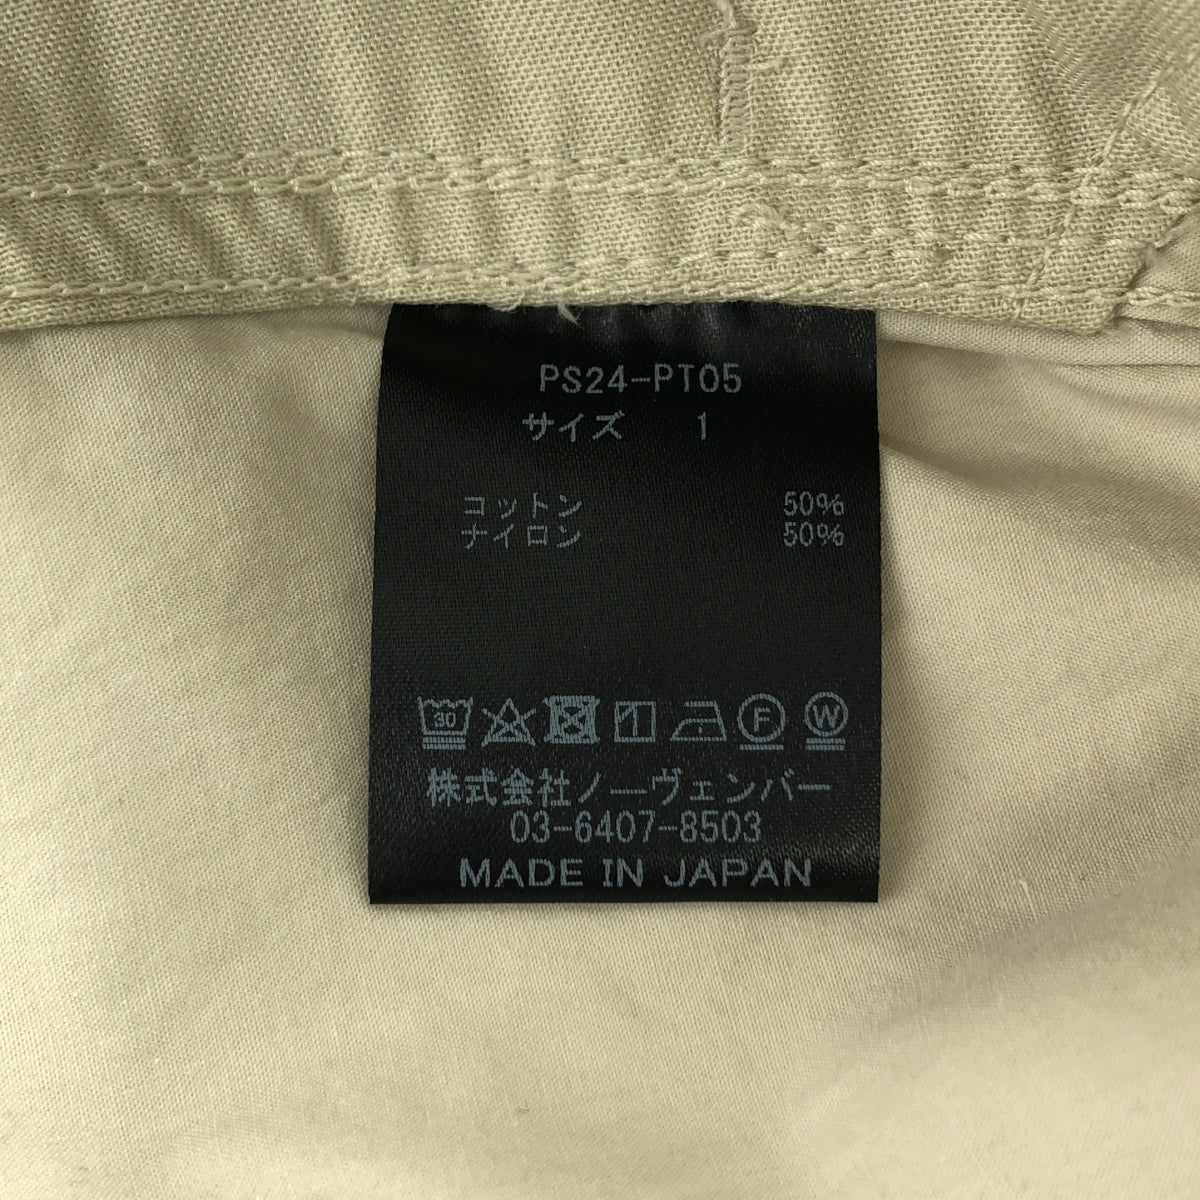 PS24-PT05
サイズ 1
コットン 50%
ナイロン 50%
30 F W
株式会社ノーヴェンバー
03-6407-8503
MADE IN JAPAN